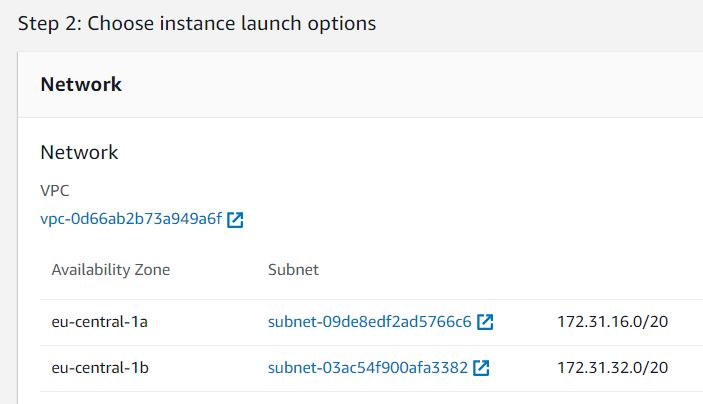 Step 2: Choose instance launch options
Network
Network
VPC
vpc-0d66ab2b73a949a6f
Availability Zone Subnet
eu-central-1a subnet-09de8edf2ad5766c6 172.31.16.0/20
eu-central-1b subnet-03ac54f900afa3382 172.31.32.0/20